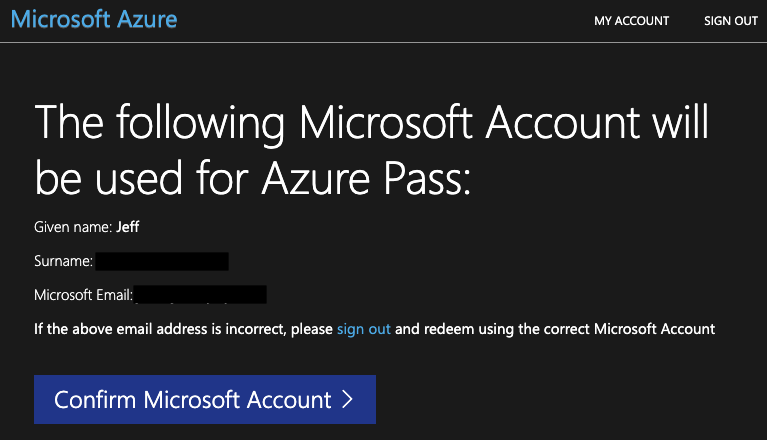 Microsoft Azure
MY ACCOUNT
SIGN OUT
The following Microsoft Account will
be used for Azure Pass:
Given name: Jeff
Surname:
Microsoft Email:
If the above email address is incorrect, please sign out and redeem using the correct Microsoft Account
Confirm Microsoft Account